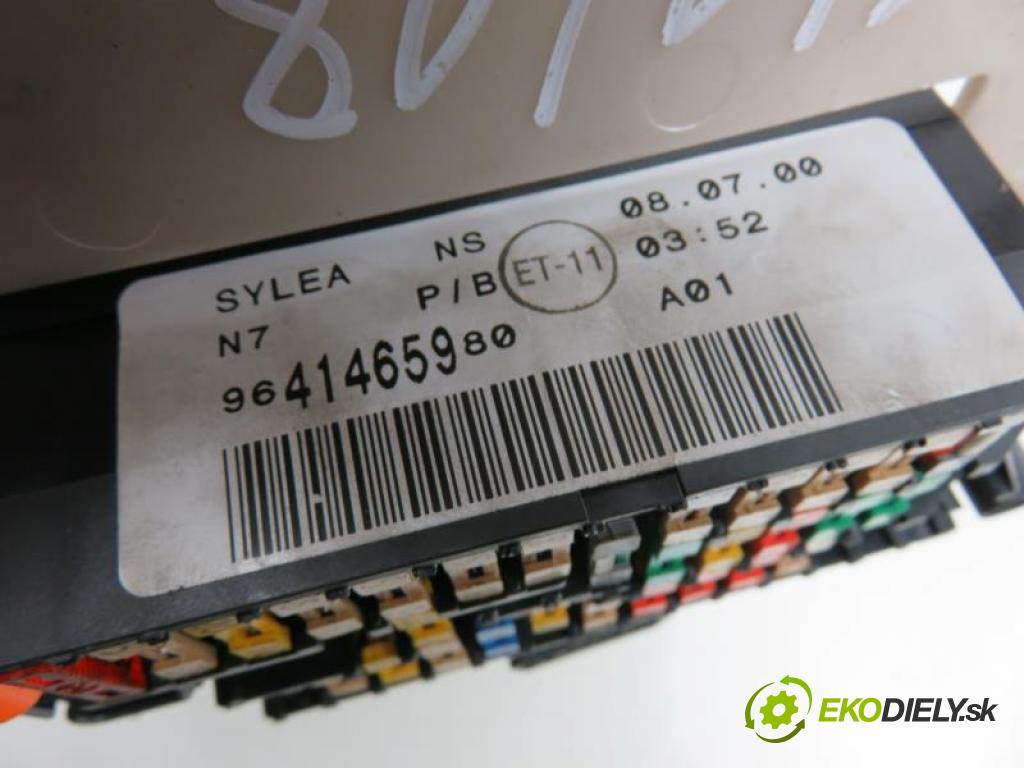 SYLEA NS 08.07.00
N7 P/B ET-11 03:52
9641465980 A01
EKODIELY.sk